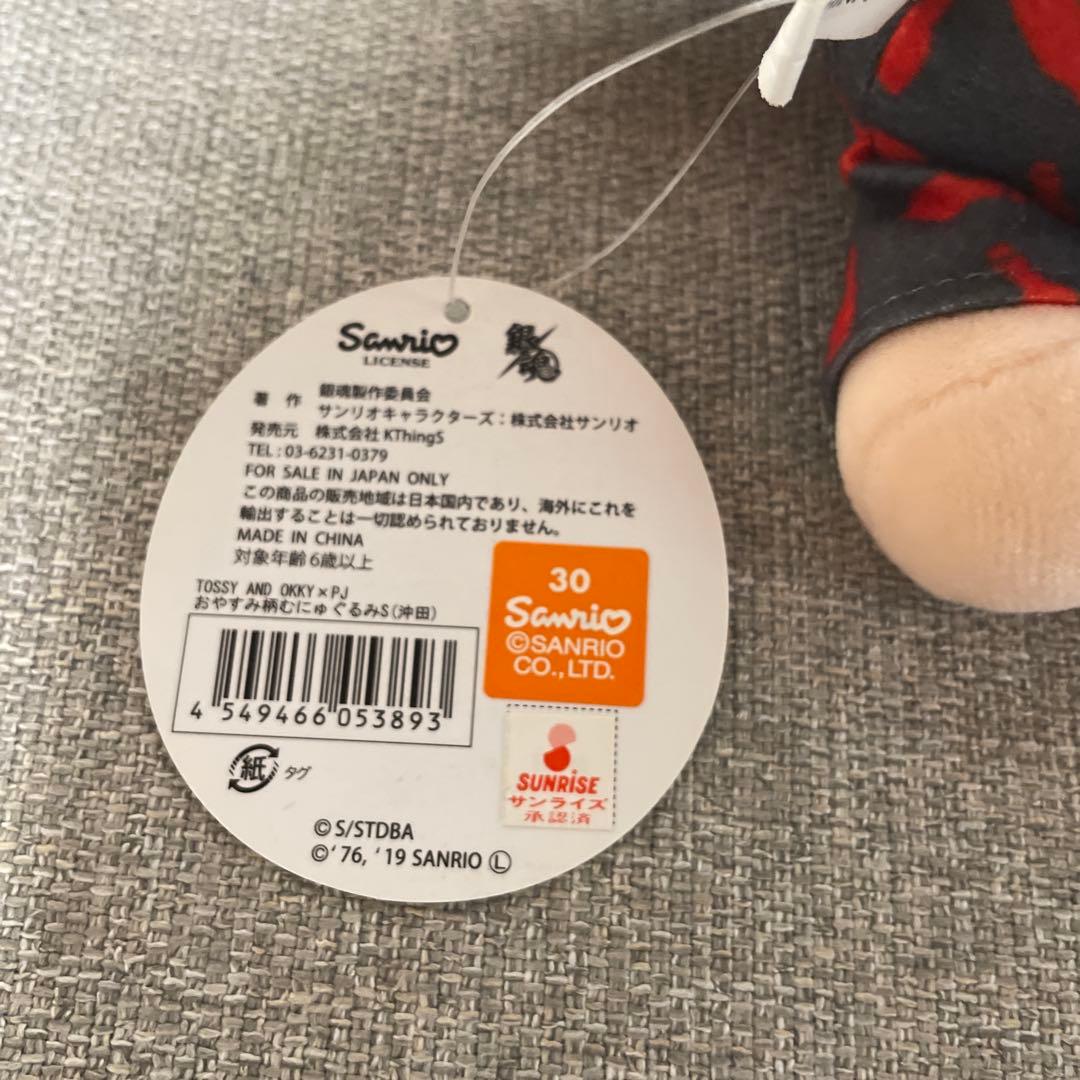 Sanrio
LICENSE
銀魂
著作 銀魂製作委員会
サンリオキャラクターズ：株式会社サンリオ
発売元 株式会社KThingS
TEL : 03-6231-0379
FOR SALE IN JAPAN ONLY
この商品の販売地域は日本国内であり、海外にこれを
輸出することは一切認められておりません。
MADE IN CHINA
対象年齢6歳以上
TOSSY AND OKKY×PJ
おやすみ柄むにゅぐるみS(沖田)
4 549466 053893
紙 タグ
30
Sanrio
©SANRIO
CO.,LTD.
SUNRISE
サンライズ
承認済
©S/STDBA
©'76, '19 SANRIO Ⓛ